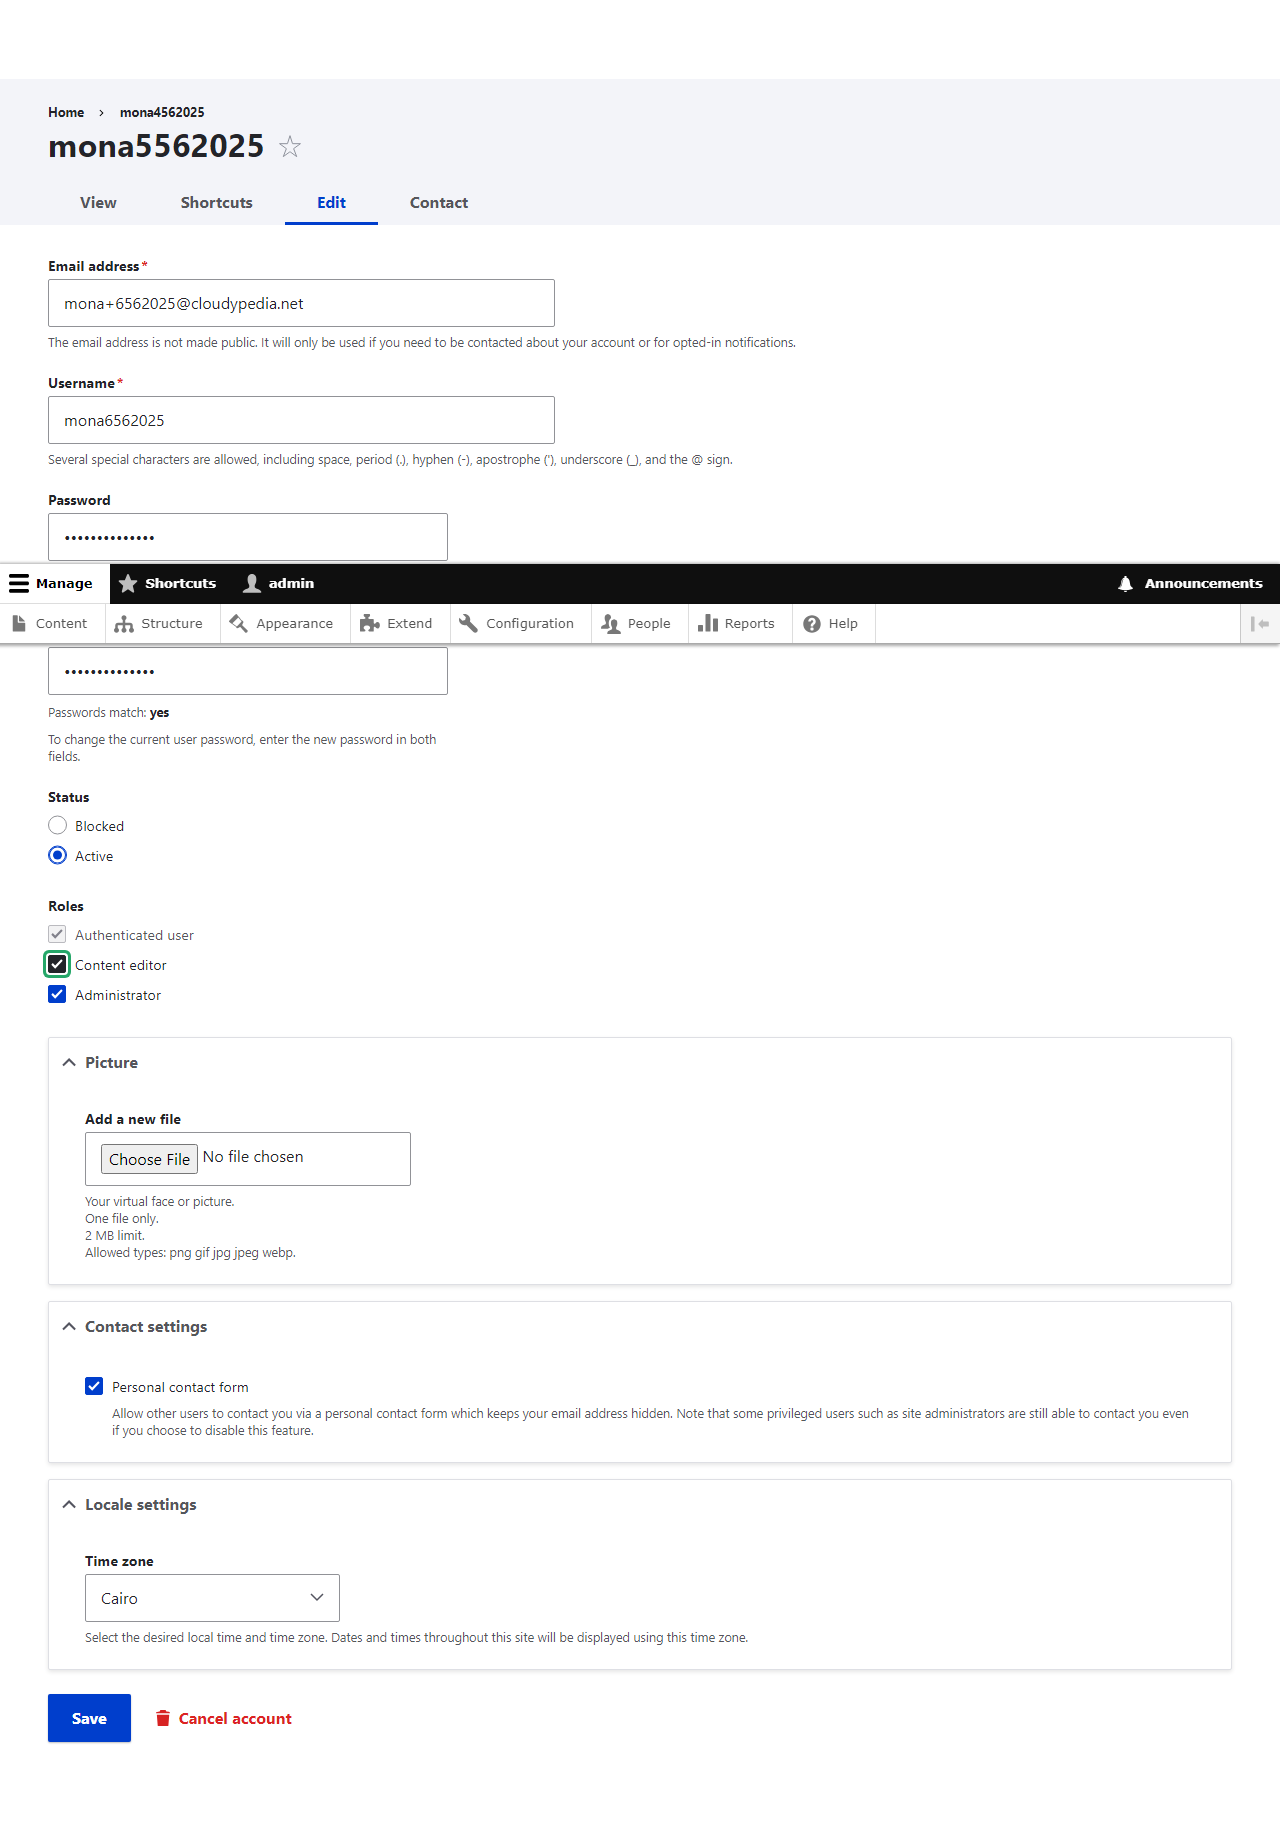 Home › mona4562025
mona5562025
View Shortcuts Edit Contact
Email address*
mona+6562025@cloudypedia.net
The email address is not made public. It will only be used if you need to be contacted about your account or for opted-in notifications.
Username*
mona6562025
Several special characters are allowed, including space, period (.), hyphen (-), apostrophe ('), underscore (_), and the @ sign.
Password
••••••••••••••
Manage Shortcuts admin Announcements
Content Structure Appearance Extend Configuration People Reports Help
••••••••••••••
Passwords match: yes
To change the current user password, enter the new password in both
fields.
Status
Blocked
Active
Roles
Authenticated user
Content editor
Administrator
Picture
Add a new file
Choose File No file chosen
Your virtual face or picture.
One file only.
2 MB limit.
Allowed types: png gif jpg jpeg webp.
Contact settings
Personal contact form
Allow other users to contact you via a personal contact form which keeps your email address hidden. Note that some privileged users such as site administrators are still able to contact you even
if you choose to disable this feature.
Locale settings
Time zone
Cairo
Select the desired local time and time zone. Dates and times throughout this site will be displayed using this time zone.
Save Cancel account